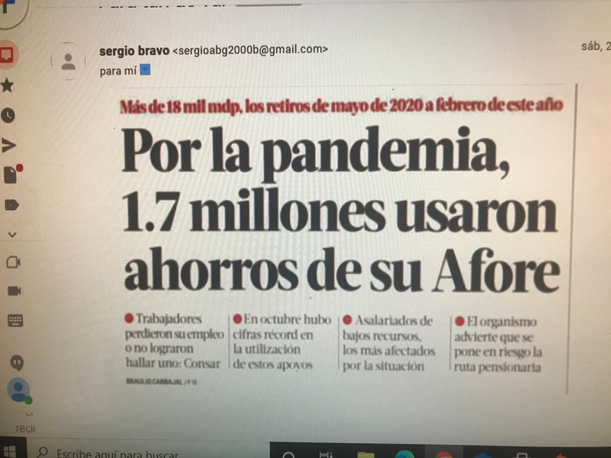 sergio bravo <sergioabg2000b@gmail.com>
sáb, 2
para mí
Más de 18 mil mdp, los retiros de mayo de 2020 a febrero de este año
Por la pandemia,
1.7 millones usaron
ahorros de su Afore
Trabajadores
perdieron su empleo
o no lograron
hallar uno: Consar
BRAULIO CARBAJAL / P 18
En octubre hubo
cifras récord en
la utilización
de estos apoyos
Asalariados de
bajos recursos,
los más afectados
por la situación
El organismo
advierte que se
pone en riesgo la
ruta pensionaria
recie
Escribe aquí para buscar